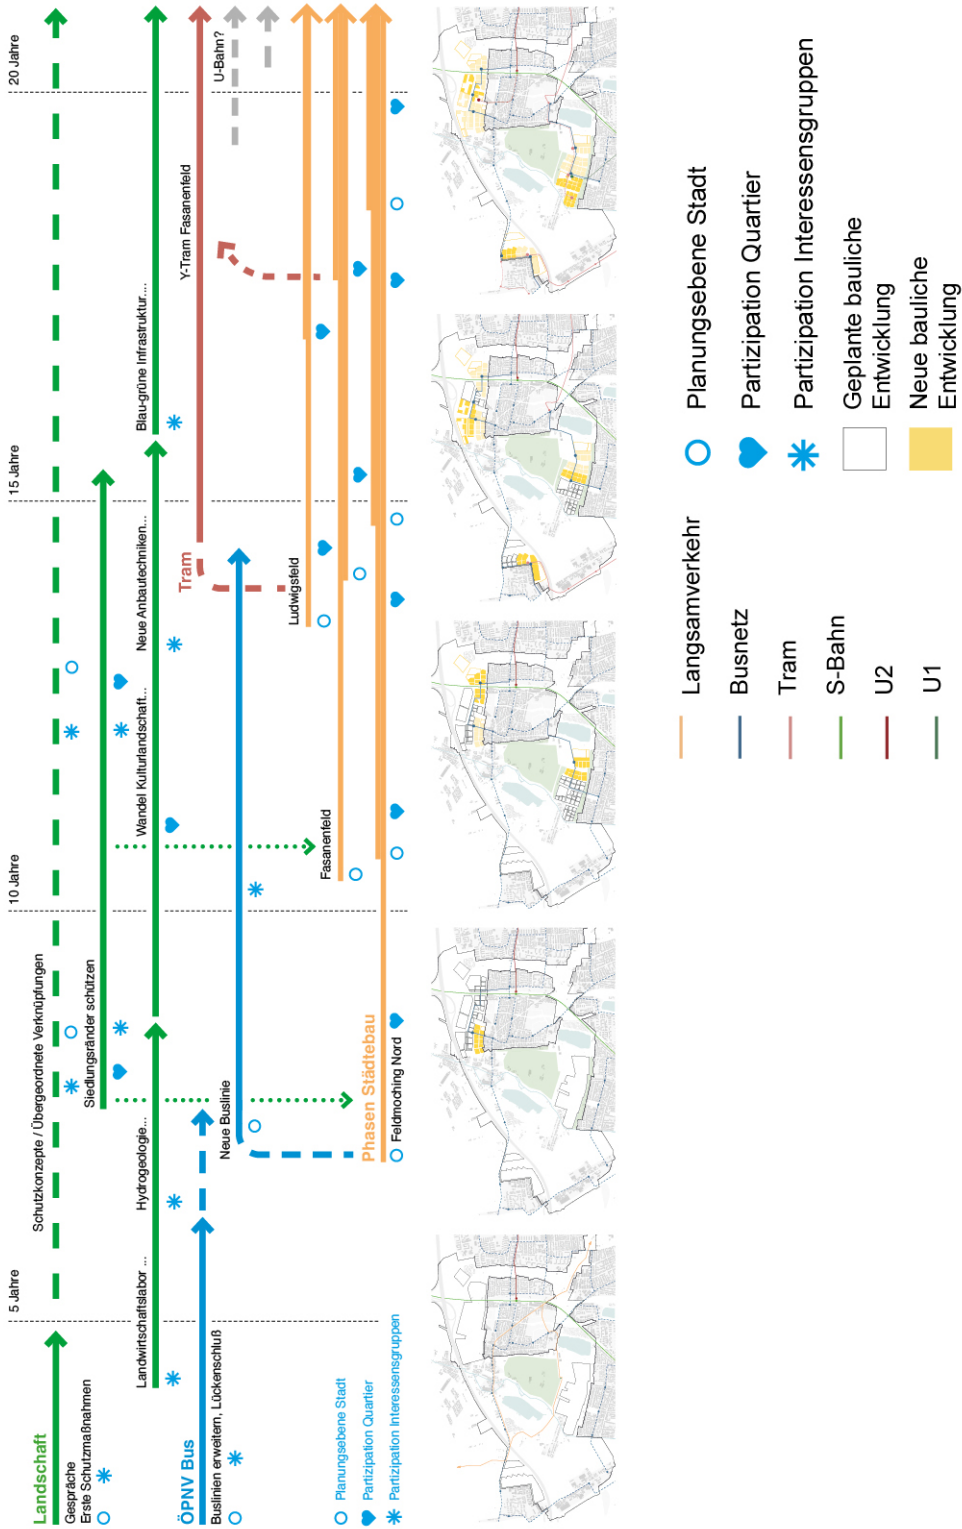 5 Jahre
10 Jahre
15 Jahre
20 Jahre
Landschaft
Gespräche
Erste Schutzmaßnahmen
Schutzkonzepte / Übergeordnete Verknüpfungen
Siedlungsränder schützen
Landwirtschaftslabor ...
Hydrogeologie...
Wandel Kulturlandschaft...
Neue Anbautechniken...
Blau-grüne Infrastruktur....
ÖPNV Bus
Buslinien erweitern, Lückenschluß
Neue Buslinie
Tram
Y-Tram Fasanenfeld
U-Bahn?
Ludwigsfeld
Fasanenfeld
Phasen Städtebau
Feldmoching Nord
Planungsebene Stadt
Partizipation Quartier
Partizipation Interessensgruppen
Langsamverkehr
Busnetz
Tram
S-Bahn
U2
U1
Planungsebene Stadt
Partizipation Quartier
Partizipation Interessensgruppen
Geplante bauliche
Entwicklung
Neue bauliche
Entwicklung